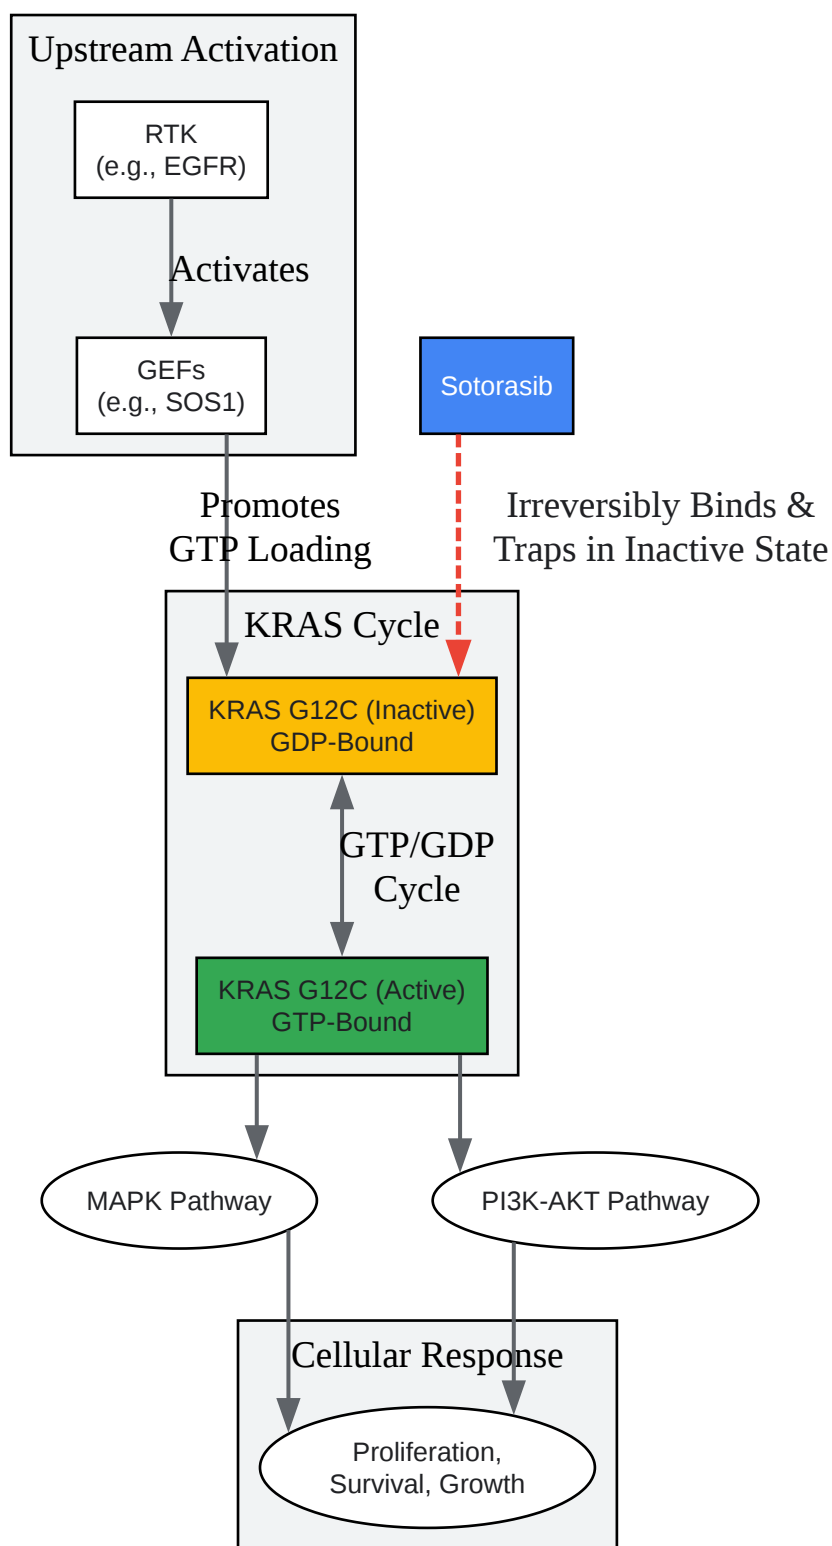 Upstream Activation
RTK
(e.g., EGFR)
Activates
GEFs
(e.g., SOS1)
Sotorasib
Promotes
GTP Loading
Irreversibly Binds &
Traps in Inactive State
KRAS Cycle
KRAS G12C (Inactive)
GDP-Bound
GTP/GDP
Cycle
KRAS G12C (Active)
GTP-Bound
MAPK Pathway
PI3K-AKT Pathway
Cellular Response
Proliferation,
Survival, Growth